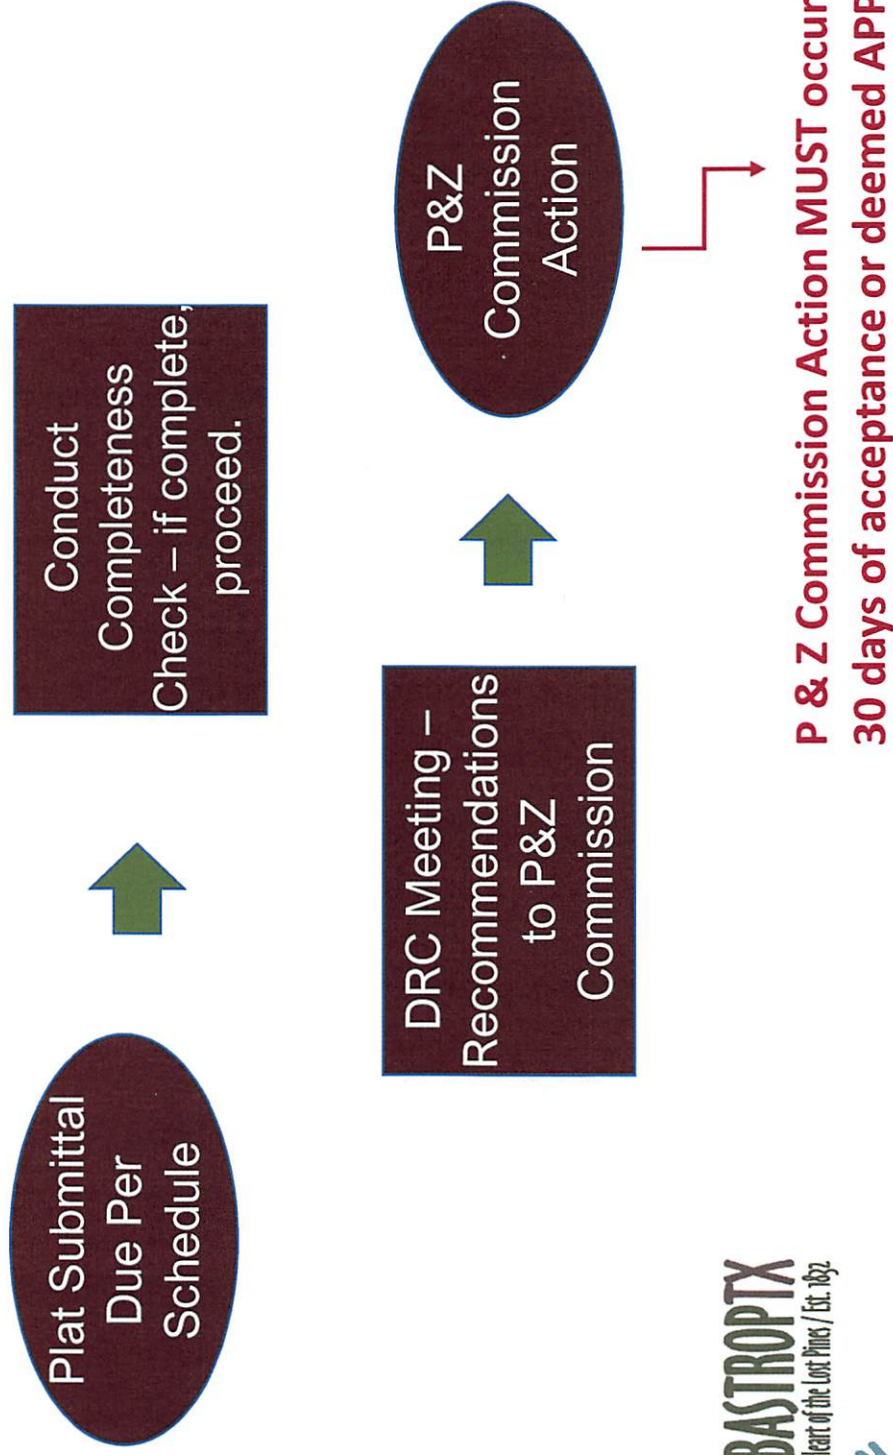 Plat Submittal
Due Per
Schedule
Conduct
Completeness
Check – if complete,
proceed.
DRC Meeting –
Recommendations
to P&Z
Commission
P&Z
Commission
Action
P & Z Commission Action MUST occur
30 days of acceptance or deemed
BASTROPTX
Heart of the Lost Pines / Est. 1832